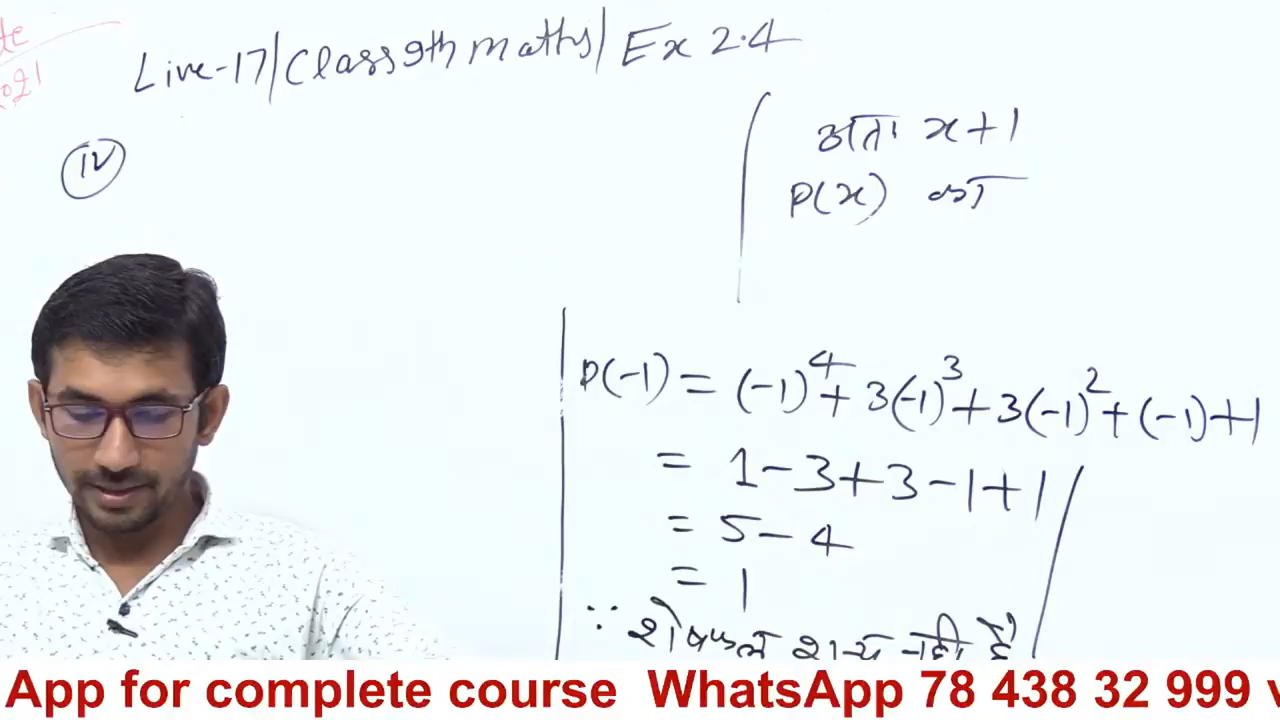 te
2021
Live-17/Class 9th maths/ Ex 2.4
(iv)
अतः x+1
P(x) का
P(-1) = (-1)^4 + 3(-1)^3 + 3(-1)^2 + (-1) + 1
= 1 - 3 + 3 - 1 + 1
= 5 - 4
= 1
∵ शेषफल शून्य नहीं है
App for complete course WhatsApp 78 438 32 999 v